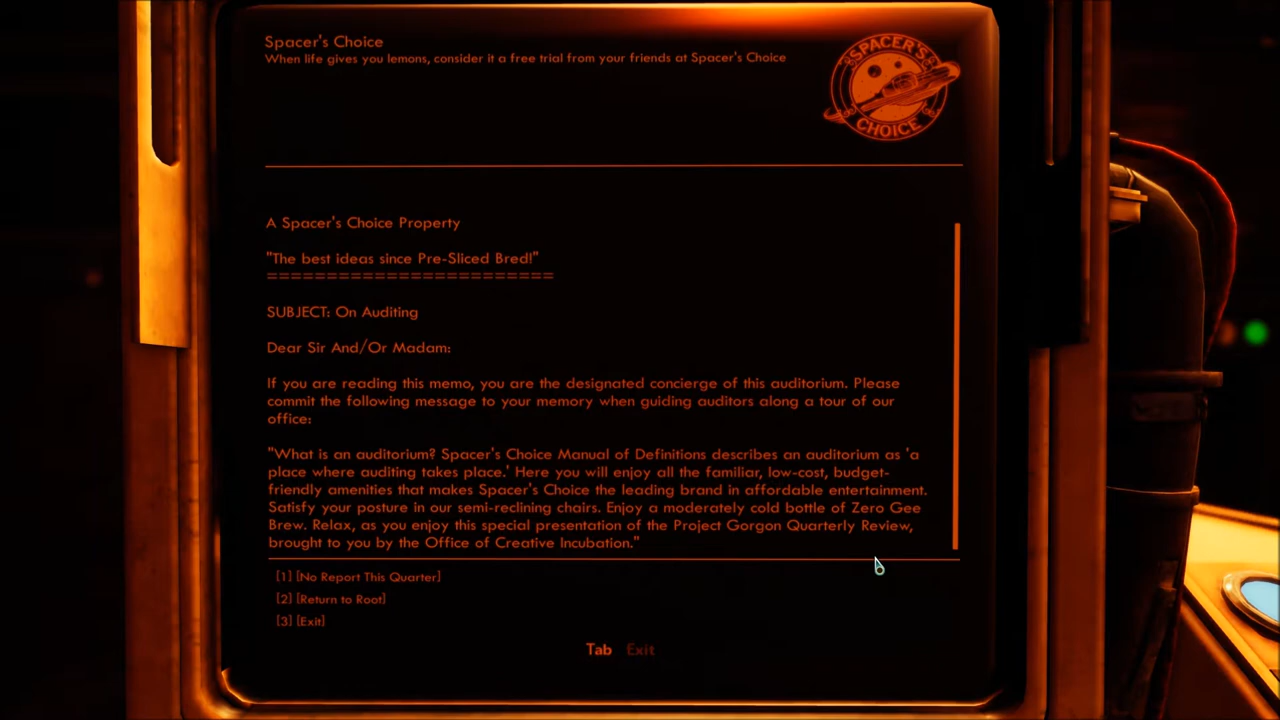 Spacer's Choice
When life gives you lemons, consider it a free trial from your friends at Spacer's Choice
SPACER'S
CHOICE
A Spacer's Choice Property
"The best ideas since Pre-Sliced Bred!"
========================
SUBJECT: On Auditing
Dear Sir And/Or Madam:
If you are reading this memo, you are the designated concierge of this auditorium. Please
commit the following message to your memory when guiding auditors along a tour of our
office:
"What is an auditorium? Spacer's Choice Manual of Definitions describes an auditorium as 'a
place where auditing takes place.' Here you will enjoy all the familiar, low-cost, budget-
friendly amenities that makes Spacer's Choice the leading brand in affordable entertainment.
Satisfy your posture in our semi-reclining chairs. Enjoy a moderately cold bottle of Zero Gee
Brew. Relax, as you enjoy this special presentation of the Project Gorgon Quarterly Review,
brought to you by the Office of Creative Incubation."
[1] [No Report This Quarter]
[2] [Return to Root]
[3] [Exit]
Tab Exit